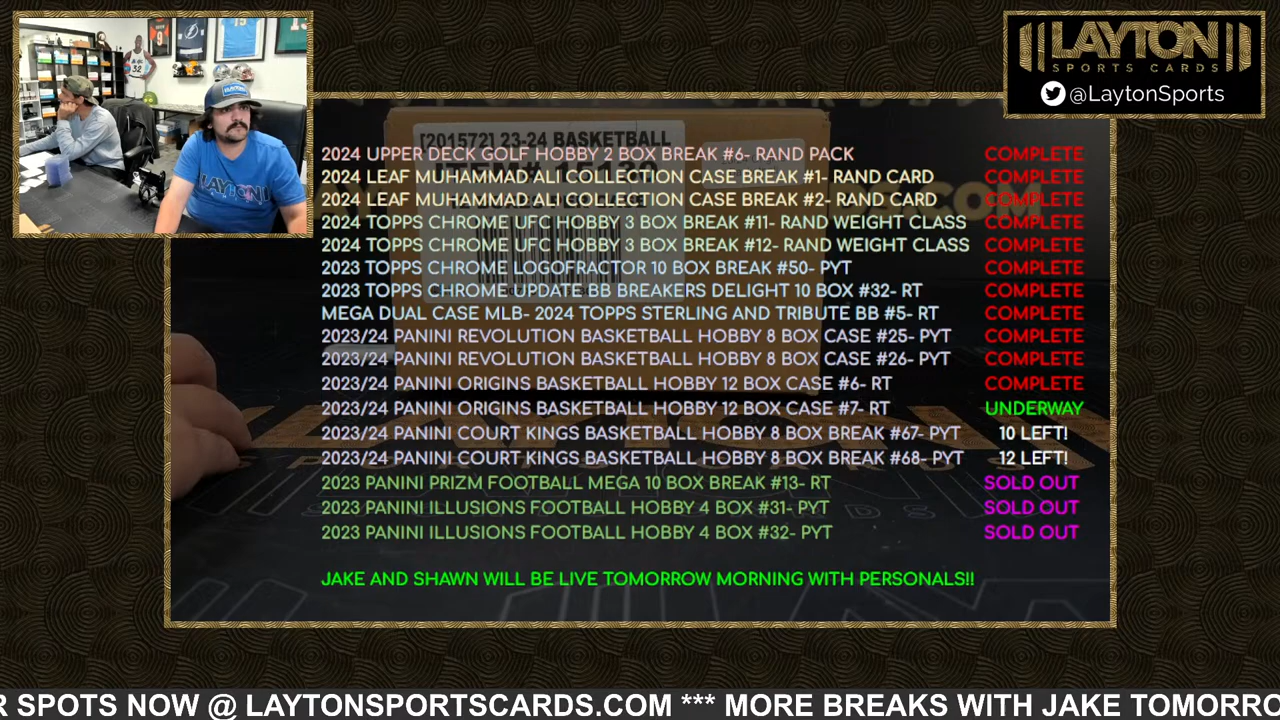 LAYTON
SPORTS CARDS
@LaytonSports
[201572] 23-24 BASKETBALL
2024 UPPER DECK GOLF HOBBY 2 BOX BREAK #6- RAND PACK COMPLETE
2024 LEAF MUHAMMAD ALI COLLECTION CASE BREAK #1- RAND CARD COMPLETE
2024 LEAF MUHAMMAD ALI COLLECTION CASE BREAK #2- RAND CARD COMPLETE
2024 TOPPS CHROME UFC HOBBY 3 BOX BREAK #11- RAND WEIGHT CLASS COMPLETE
2024 TOPPS CHROME UFC HOBBY 3 BOX BREAK #12- RAND WEIGHT CLASS COMPLETE
2023 TOPPS CHROME LOGOFRACTOR 10 BOX BREAK #50- PYT COMPLETE
2023 TOPPS CHROME UPDATE BB BREAKERS DELIGHT 10 BOX #32- RT COMPLETE
MEGA DUAL CASE MLB- 2024 TOPPS STERLING AND TRIBUTE BB #5- RT COMPLETE
2023/24 PANINI REVOLUTION BASKETBALL HOBBY 8 BOX CASE #25- PYT COMPLETE
2023/24 PANINI REVOLUTION BASKETBALL HOBBY 8 BOX CASE #26- PYT COMPLETE
2023/24 PANINI ORIGINS BASKETBALL HOBBY 12 BOX CASE #6- RT COMPLETE
2023/24 PANINI ORIGINS BASKETBALL HOBBY 12 BOX CASE #7- RT UNDERWAY
2023/24 PANINI COURT KINGS BASKETBALL HOBBY 8 BOX BREAK #67- PYT 10 LEFT!
2023/24 PANINI COURT KINGS BASKETBALL HOBBY 8 BOX BREAK #68- PYT 12 LEFT!
2023 PANINI PRIZM FOOTBALL MEGA 10 BOX BREAK #13- RT SOLD OUT
2023 PANINI ILLUSIONS FOOTBALL HOBBY 4 BOX #31- PYT SOLD OUT
2023 PANINI ILLUSIONS FOOTBALL HOBBY 4 BOX #32- PYT SOLD OUT
JAKE AND SHAWN WILL BE LIVE TOMORROW MORNING WITH PERSONALS!!
R SPOTS NOW @ LAYTONSPORTSCARDS.COM *** MORE BREAKS WITH JAKE TOMORRO